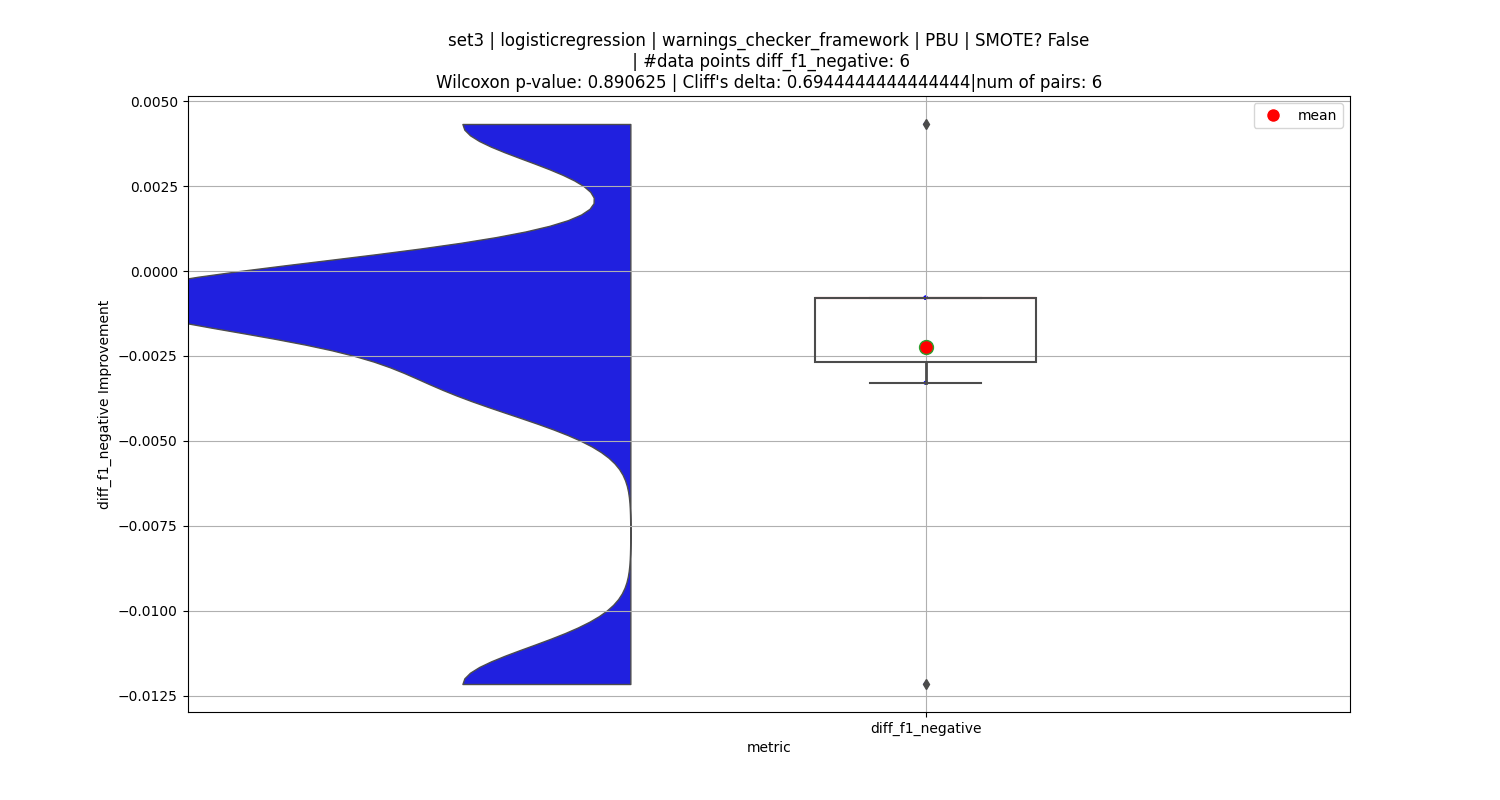 set3 | logisticregression | warnings_checker_framework | PBU | SMOTE? False
| #data points diff_f1_negative: 6
Wilcoxon p-value: 0.890625 | Cliff's delta: 0.6944444444444444|num of pairs: 6
mean
0.0050
0.0025
0.0000
−0.0025
−0.0050
−0.0075
−0.0100
−0.0125
diff_f1_negative Improvement
diff_f1_negative
metric